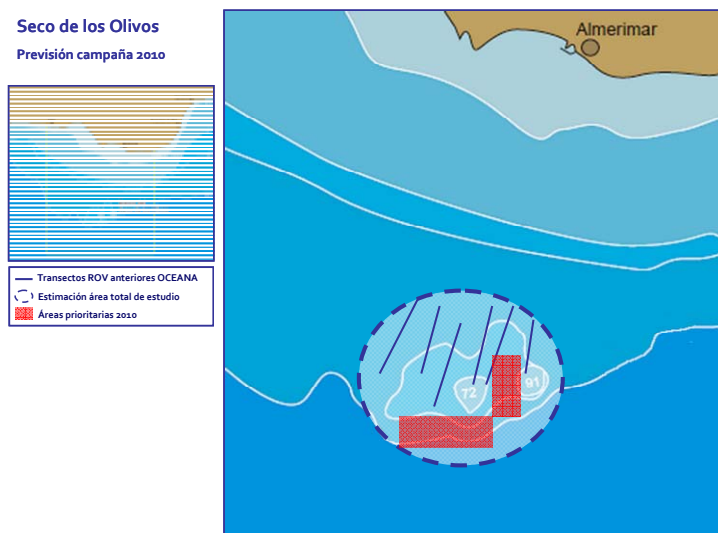 Seco de los Olivos
Previsión campaña 2010
Transectos ROV anteriores OCEANA
Estimación área total de estudio
Áreas prioritarias 2010
Almerimar
72
91